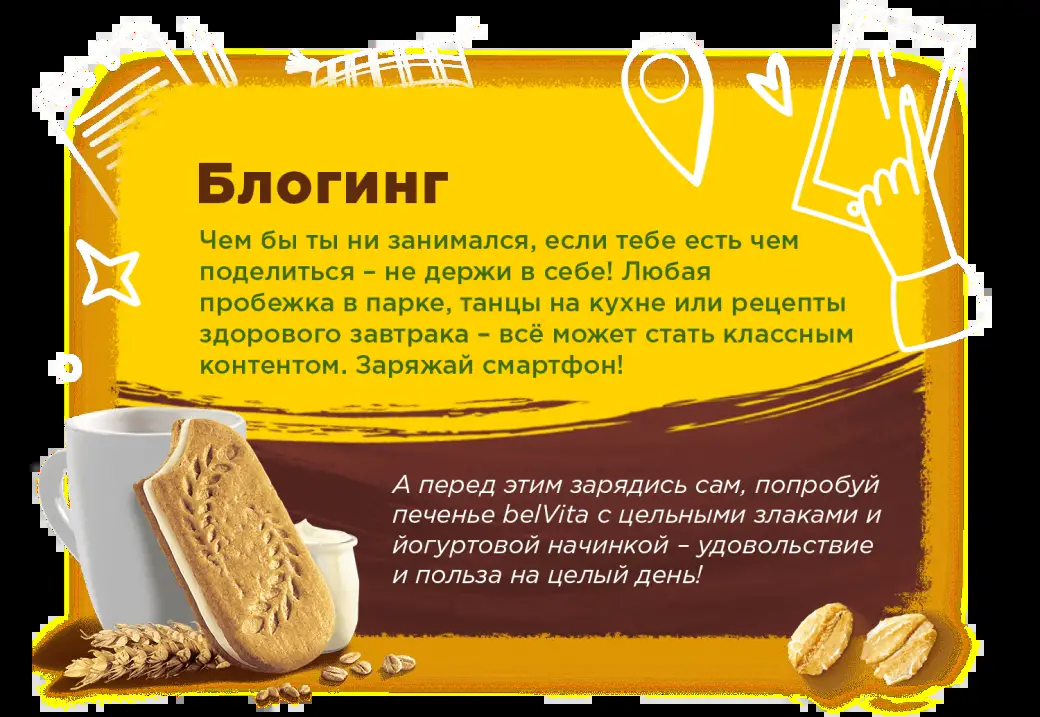 Блогинг
Чем бы ты ни занимался, если тебе есть чем
поделиться – не держи в себе! Любая
пробежка в парке, танцы на кухне или рецепты
здорового завтрака – всё может стать классным
контентом. Заряжай смартфон!
А перед этим зарядись сам, попробуй
печенье belVita с цельными злаками и
йогуртовой начинкой – удовольствие
и польза на целый день!